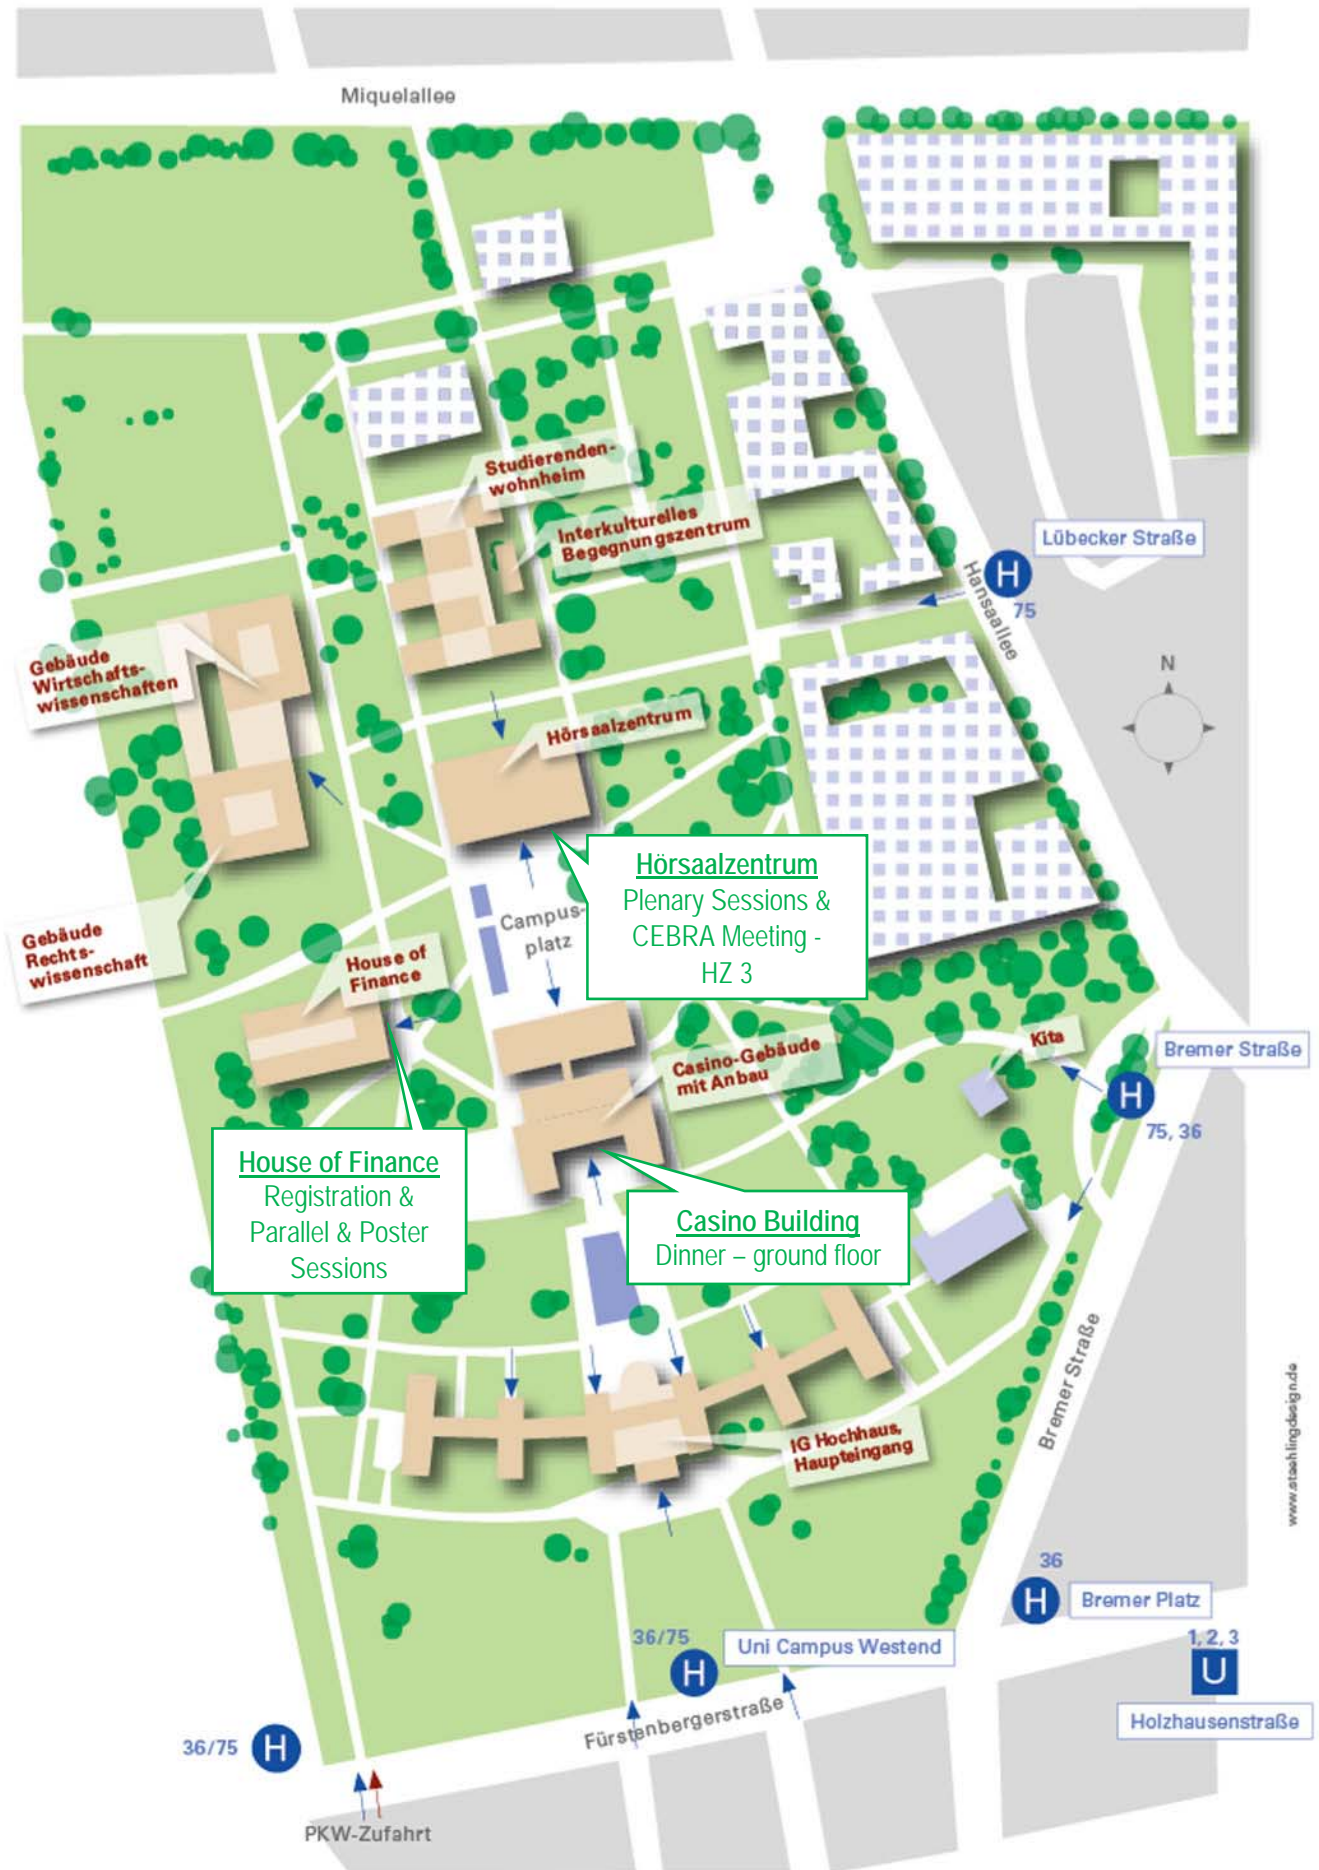 Miquelallee
Studierenden-
wohnheim
Interkulturelles
Begegnungszentrum
Lübecker Straße
H
75
Hansaallee
N
Gebäude
Wirtschafts-
wissenschaften
Hörsaalzentrum
Hörsaalzentrum
Plenary Sessions &
CEBRA Meeting -
HZ 3
Campus-
platz
Gebäude
Rechts-
wissenschaft
House of
Finance
Casino-Gebäude
mit Anbau
Kita
Bremer Straße
H
75, 36
House of Finance
Registration &
Parallel & Poster
Sessions
Casino Building
Dinner – ground floor
Bremer Straße
www.staehlingdesign.de
IG Hochhaus,
Haupteingang
36
H
Bremer Platz
36/75
H
Uni Campus Westend
1, 2, 3
U
Holzhausenstraße
Fürstenbergerstraße
36/75
H
PKW-Zufahrt